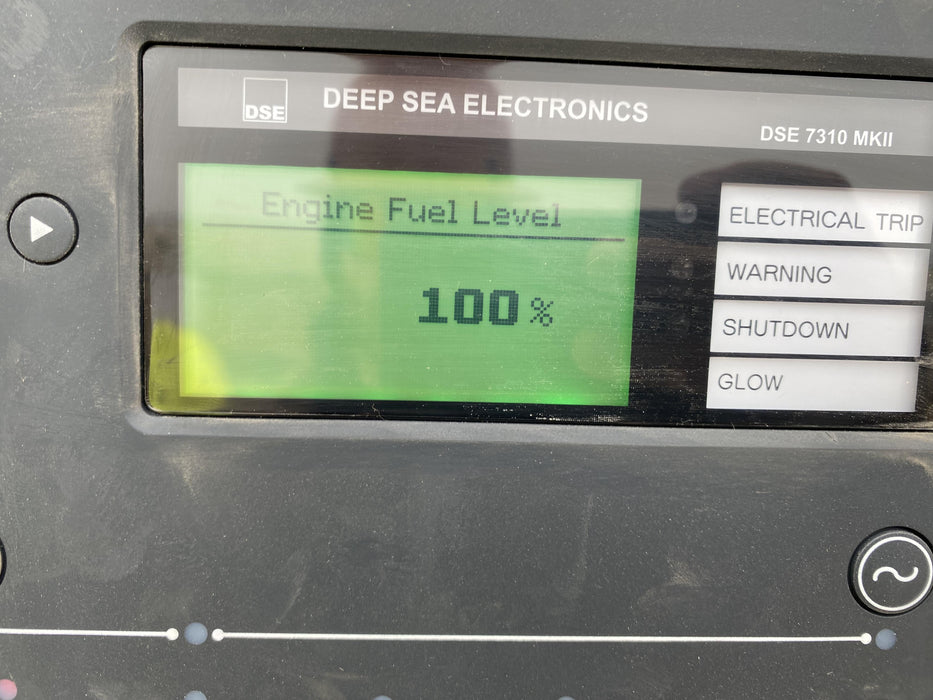 DSE
DEEP SEA ELECTRONICS
DSE 7310 MKII
Engine Fuel Level
100%
ELECTRICAL TRIP
WARNING
SHUTDOWN
GLOW